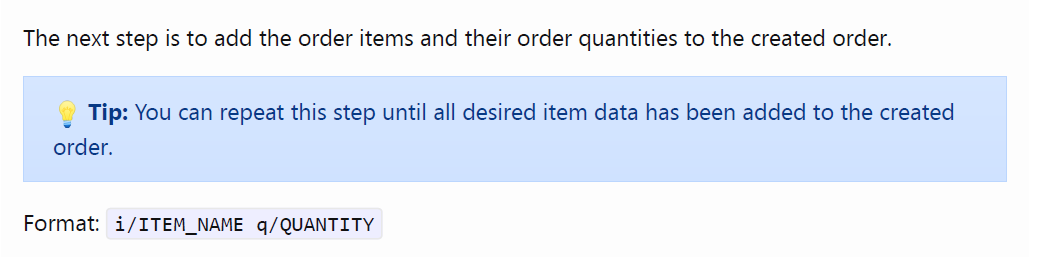 The next step is to add the order items and their order quantities to the created order.
💡 Tip: You can repeat this step until all desired item data has been added to the created
order.
Format: i/ITEM_NAME q/QUANTITY